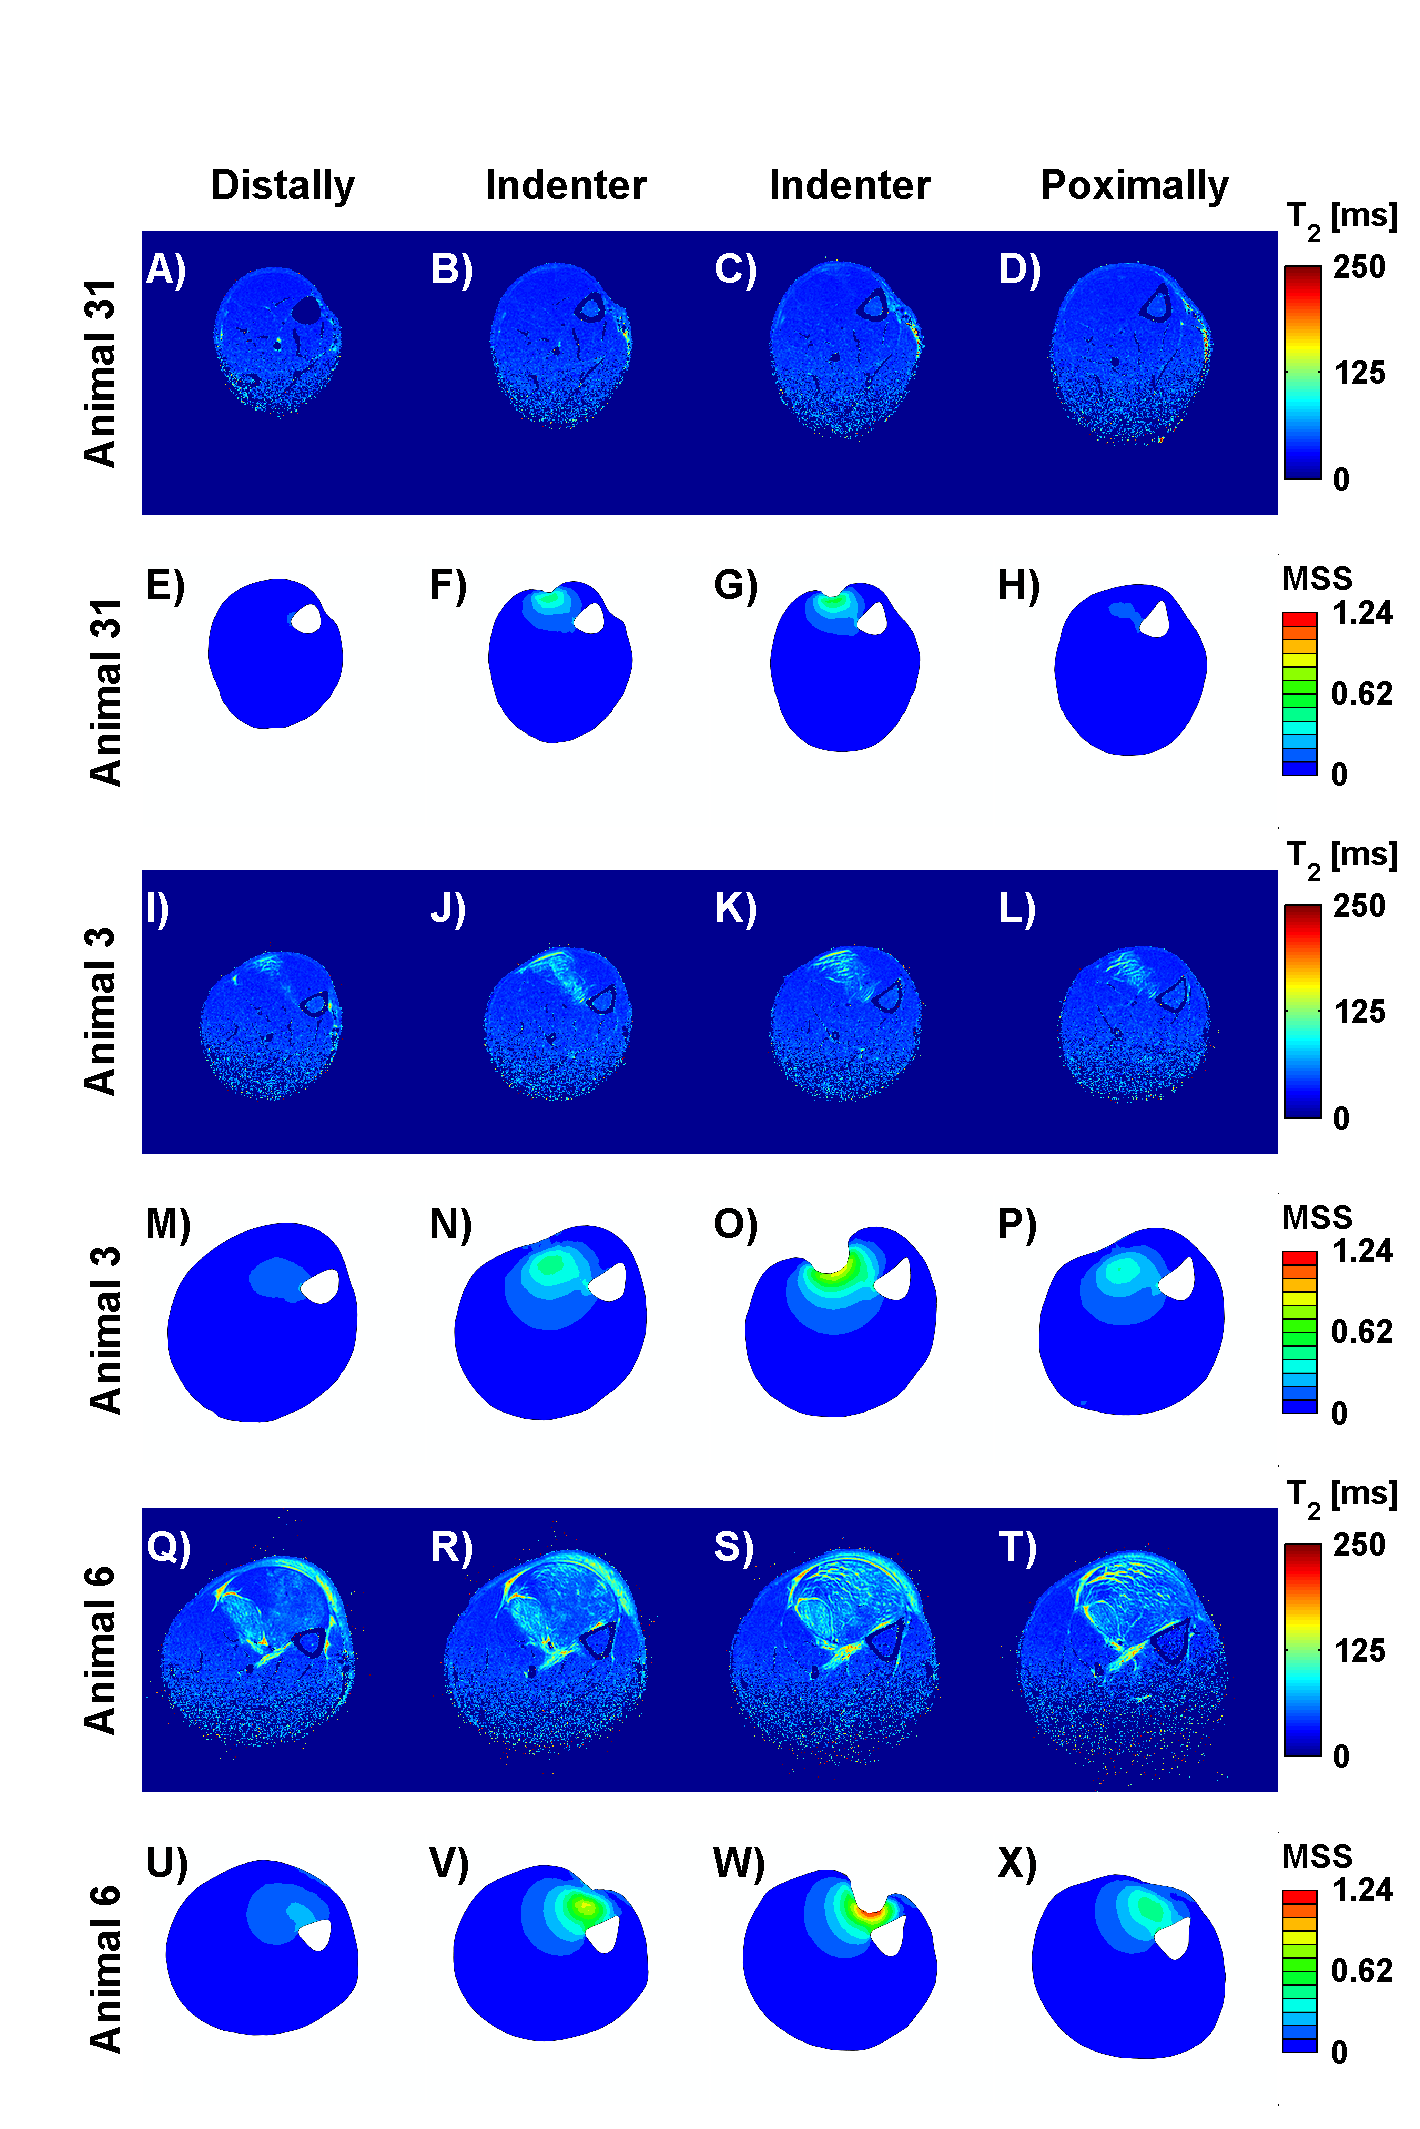 Distally Indenter Indenter Poximally
T2 [ms]
Animal 31
A) B) C) D)
250
125
0
Animal 31
E) F) G) H)
MSS
1.24
0.62
0
T2 [ms]
Animal 3
I) J) K) L)
250
125
0
Animal 3
M) N) O) P)
MSS
1.24
0.62
0
T2 [ms]
Animal 6
Q) R) S) T)
250
125
0
Animal 6
U) V) W) X)
MSS
1.24
0.62
0